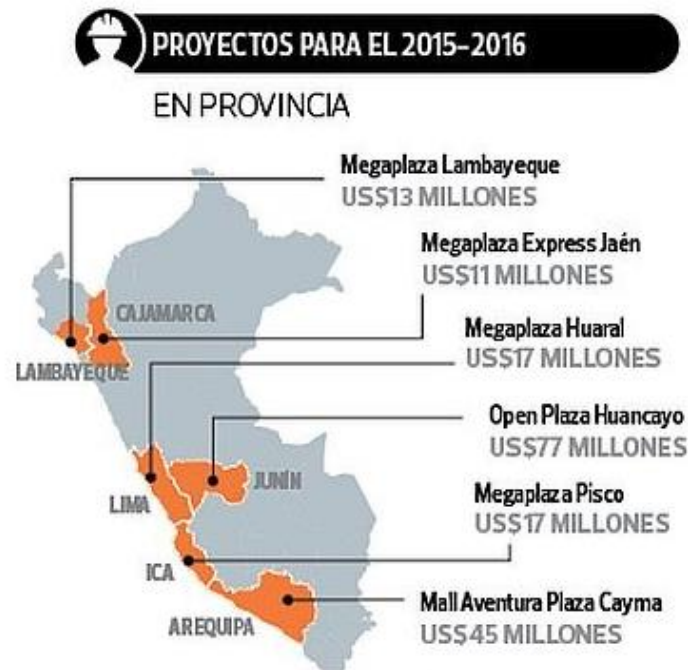 PROYECTOS PARA EL 2015-2016
EN PROVINCIA
Megaplaza Lambayeque
US$13 MILLONES
Megaplaza Express Jaén
US$11 MILLONES
CAJAMARCA
Megaplaza Huaral
US$17 MILLONES
LAMBAYEQUE
Open Plaza Huancayo
US$77 MILLONES
JUNÍN
Megaplaza Pisco
US$17 MILLONES
LIMA
ICA
Mall Aventura Plaza Cayma
US$45 MILLONES
AREQUIPA